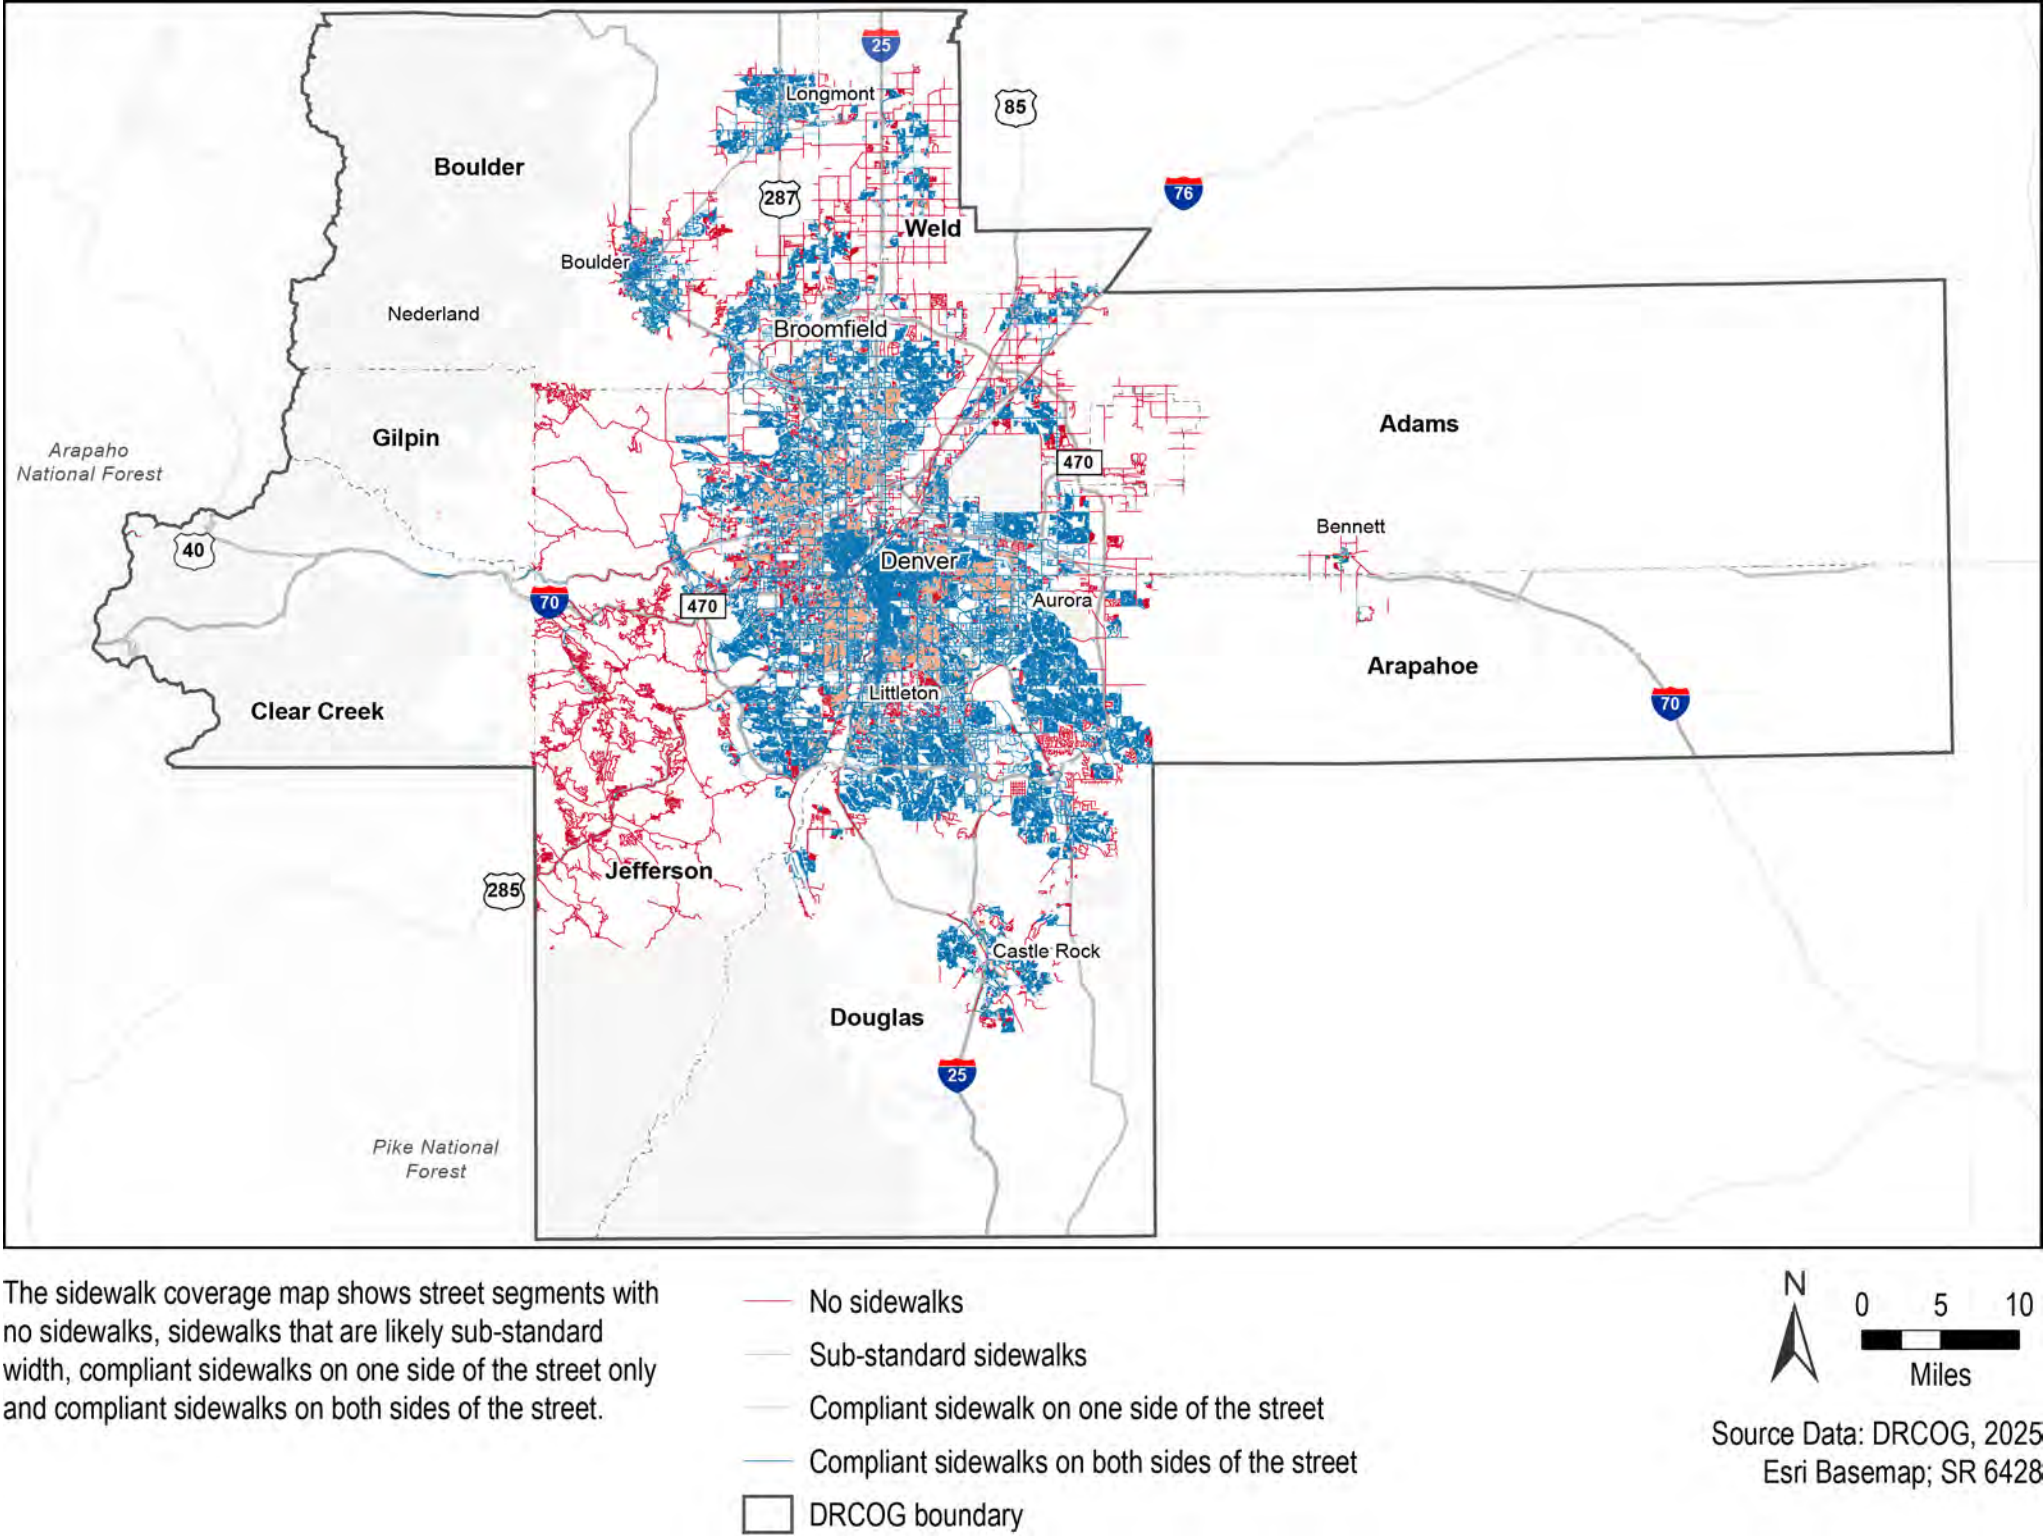 25
Longmont
85
Boulder
76
287
Weld
Boulder
Nederland
Broomfield
Adams
Gilpin
Arapaho
National Forest
470
Bennett
40
Denver
70
470
Aurora
Arapahoe
Littleton
70
Clear Creek
Jefferson
285
Castle Rock
Douglas
25
Pike National
Forest
The sidewalk coverage map shows street segments with
no sidewalks, sidewalks that are likely sub-standard
width, compliant sidewalks on one side of the street only
and compliant sidewalks on both sides of the street.
No sidewalks
Sub-standard sidewalks
Compliant sidewalk on one side of the street
Compliant sidewalks on both sides of the street
DRCOG boundary
N
0 5 10
Miles
Source Data: DRCOG, 2025
Esri Basemap; SR 6428